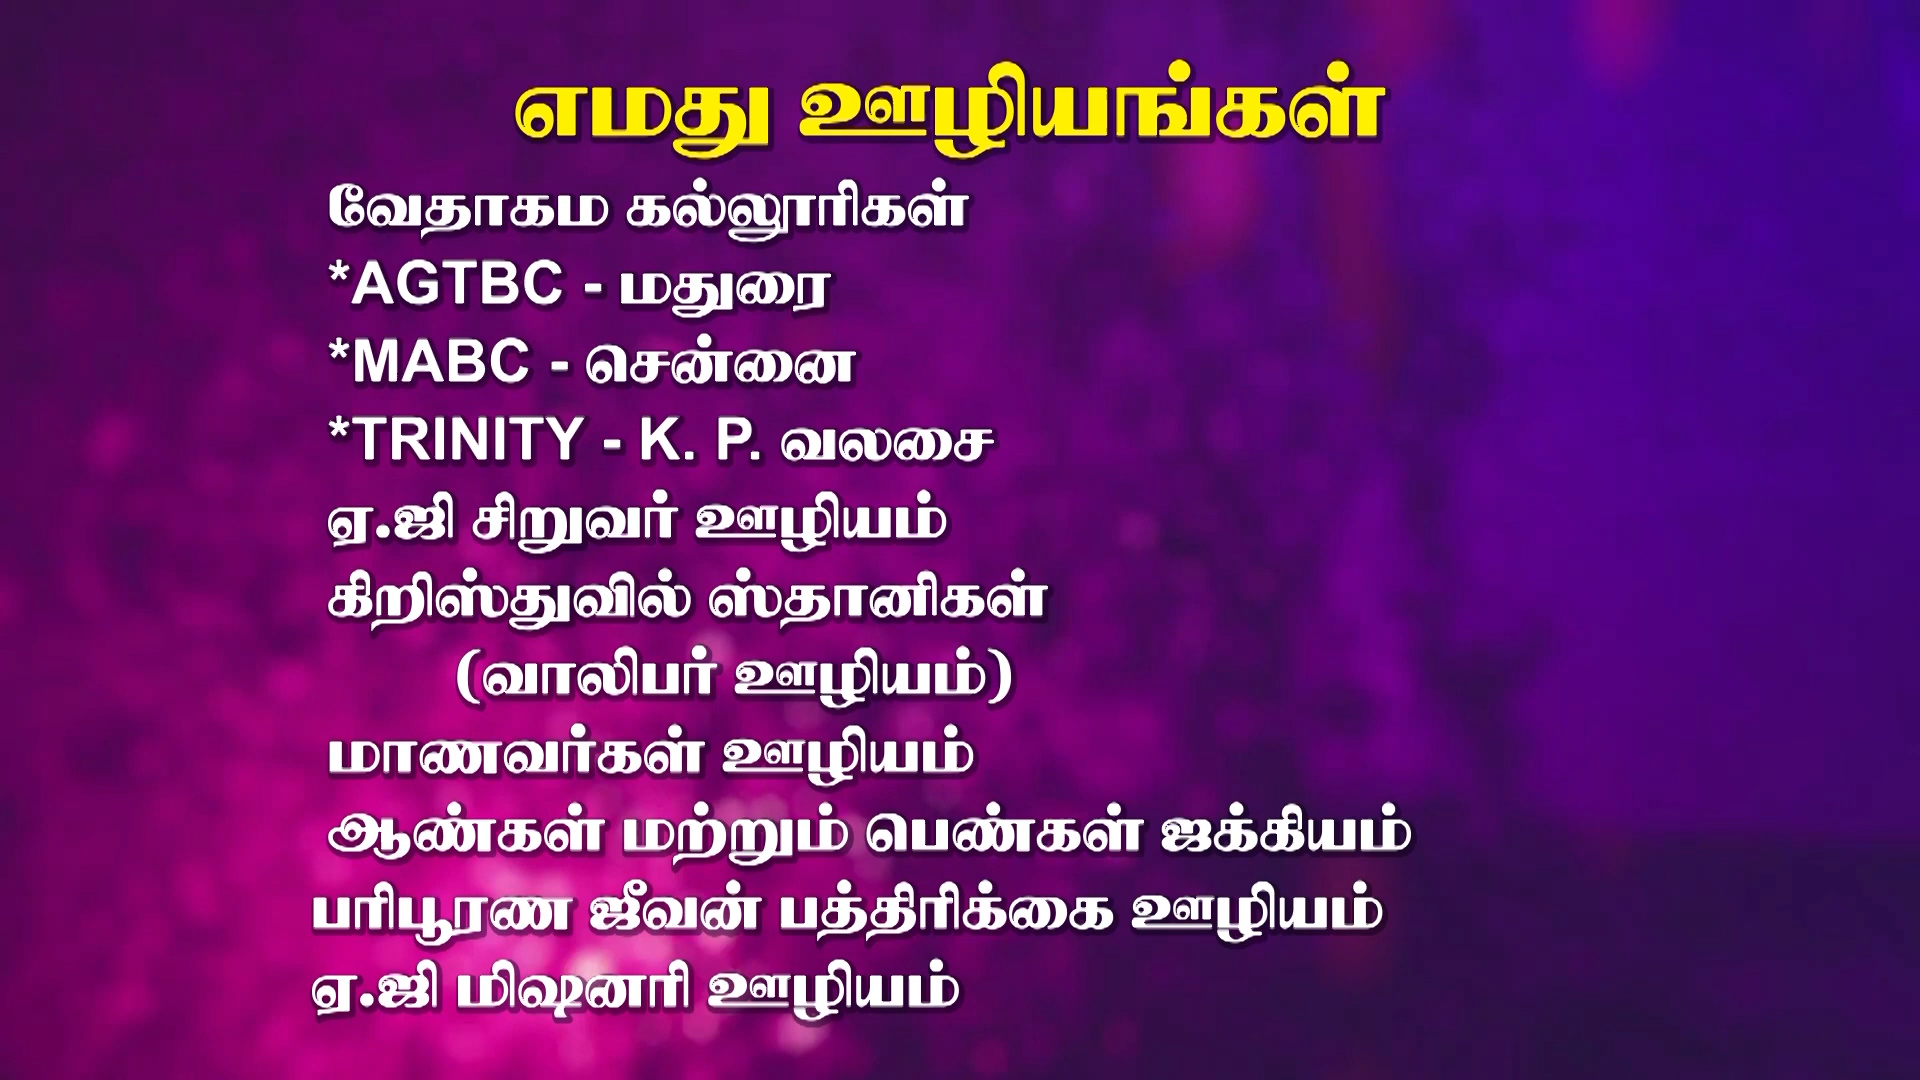 எமது ஊழியங்கள்
வேதாகம கல்லூரிகள்
*AGTBC - மதுரை
*MABC - சென்னை
*TRINITY - K. P. வலசை
ஏ.ஜி சிறுவர் ஊழியம்
கிறிஸ்துவில் ஸ்தானிகள்
(வாலிபர் ஊழியம்)
மாணவர்கள் ஊழியம்
ஆண்கள் மற்றும் பெண்கள் ஐக்கியம்
பரிபூரண ஜீவன் பத்திரிக்கை ஊழியம்
ஏ.ஜி மிஷனரி ஊழியம்